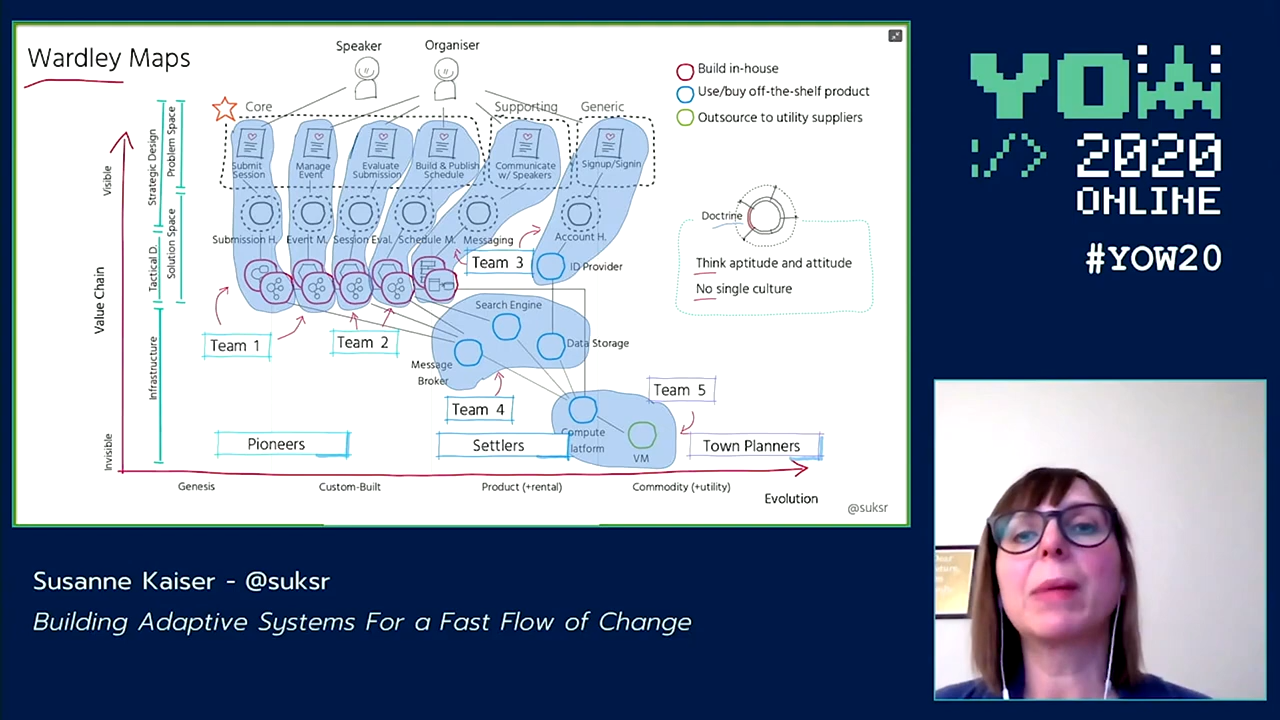 Wardley Maps
Speaker
Organiser
Build in-house
Use/buy off-the-shelf product
Outsource to utility suppliers
Core
Supporting
Generic
Submit
Session
Manage
Event
Evaluate
Submission
Build & Publish
Schedule
Communicate
w/ Speakers
Signup/Signin
Submission H.
Event M.
Session Eval.
Schedule M.
Messaging
Account H.
Team 3
ID Provider
Search Engine
Data Storage
Message
Broker
Team 1
Team 2
Team 4
Team 5
Compute
latform
VM
Pioneers
Settlers
Town Planners
Genesis
Custom-Built
Product (+rental)
Commodity (+utility)
Evolution
Value Chain
Visible
Invisible
Strategic Design
Problem Space
Tactical D.
Solution Space
Infrastructure
Doctrine
Think aptitude and attitude
No single culture
@suksr
YOW
</> 2020
ONLINE
#YOW20
Susanne Kaiser - @suksr
Building Adaptive Systems For a Fast Flow of Change